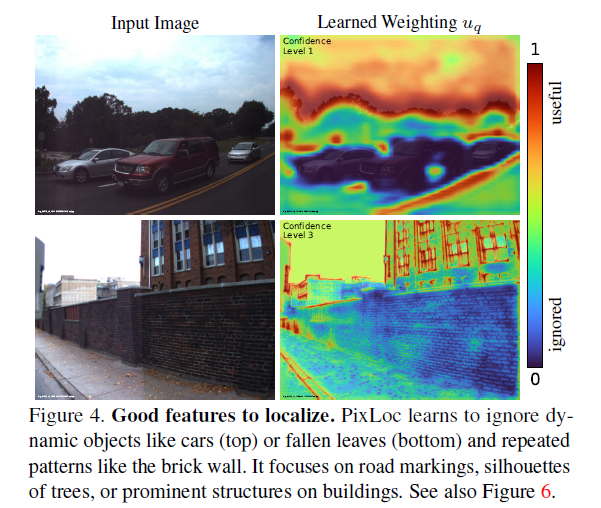 Input Image
Learned Weighting u_q
Confidence
Level 1
1
useful
Confidence
Level 3
ignored
0
Figure 4. Good features to localize. PixLoc learns to ignore dy-
namic objects like cars (top) or fallen leaves (bottom) and repeated
patterns like the brick wall. It focuses on road markings, silhouettes
of trees, or prominent structures on buildings. See also Figure 6.